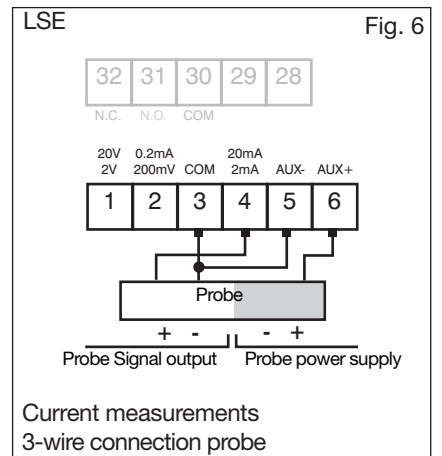 LSE Fig. 6
32 31 30 29 28
N.C. N.O. COM
20V 0.2mA 20mA
2V 200mV COM 2mA AUX- AUX+
1 2 3 4 5 6
Probe
+ - - +
Probe Signal output Probe power supply
Current measurements
3-wire connection probe